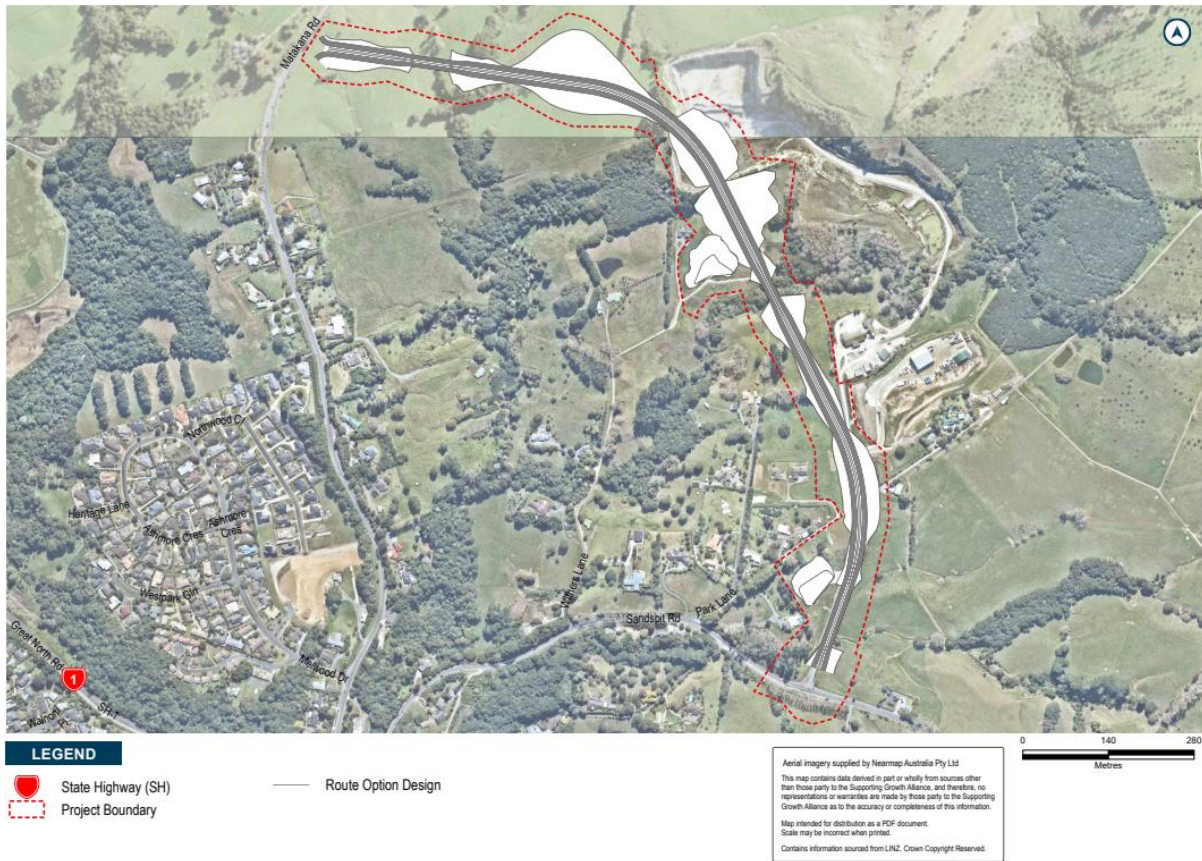 Matakana Rd
Northwood Cr
Heritage Lane
Ashmore Cres
Ashmore
Cres
Westpark Gln
Melwood Dr
Great North Rd
1
SH-1
Withers Lane
Sandspit Rd
Park Lane
LEGEND
State Highway (SH)
Project Boundary
Route Option Design
Aerial imagery supplied by Nearmap Australia Pty Ltd
This map contains data derived in part or wholly from sources other
than those party to the Supporting Growth Alliance, and therefore, no
representations or warranties are made by those party to the Supporting
Growth Alliance as to the accuracy or completeness of this information.
Map intended for distribution as a PDF document.
Scale may be incorrect when printed.
Contains information sourced from LINZ. Crown Copyright Reserved.
0 140 280
Metres